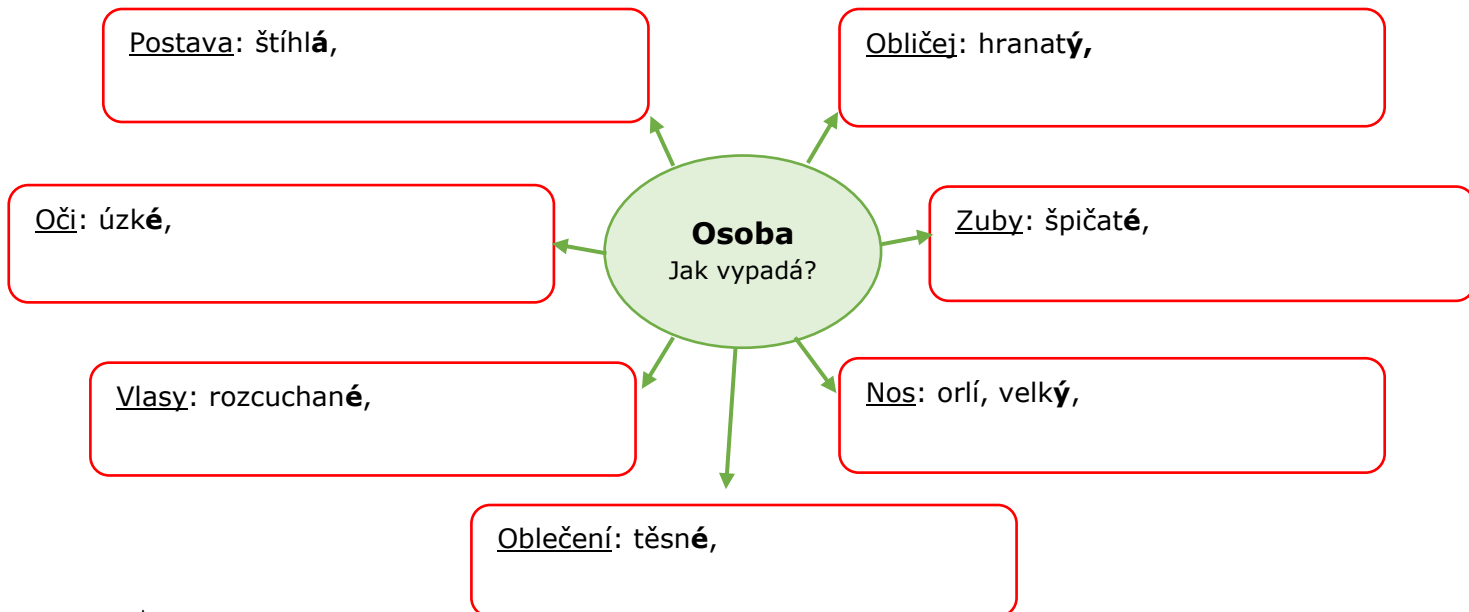 Postava: štíhlá,
Obličej: hranatý,
Oči: úzké,
Osoba
Jak vypadá?
Zuby: špičaté,
Vlasy: rozcuchané,
Nos: orlí, velký,
Oblečení: těsné,